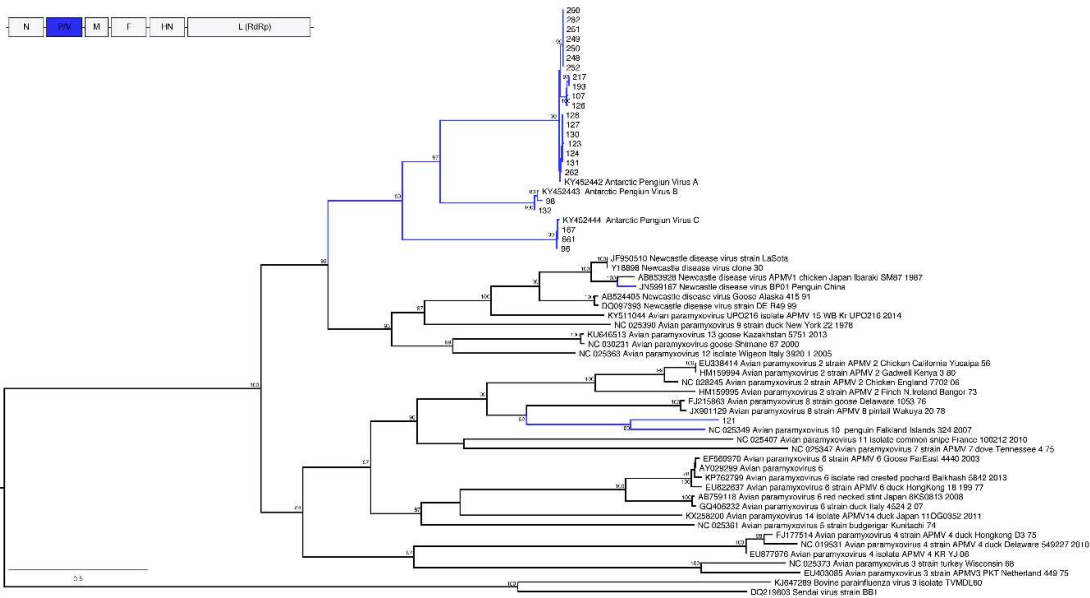 N P/V M F HN L (RdRp)
290
282
251
249
250
248
252
217
193
107
126
128
127
130
123
124
131
262
KY452442 Antarctic Pengiun Virus A
KY452443 Antarctic Pengiun Virus B
98
132
KY452444 Antarctic Pengiun Virus C
167
661
96
JF950510 Newcastle disease virus strain LaSota
Y18898 Newcastle disease virus clone 30
AB853928 Newcastle disease virus APMV1 chicken Japan Ibaraki SM87 1987
JN599167 Newcastle disease virus BP01 Penguin China
AB524405 Newcastle disease virus Goose Alaska 415 91
DQ097393 Newcastle disease virus strain DE R49 99
KY511044 Avian paramyxovirus UPO216 isolate APMV 15 WB Kr UPO216 2014
NC 025390 Avian paramyxovirus 9 strain duck New York 22 1978
KU646513 Avian paramyxovirus 13 goose Kazakhstan 5751 2013
NC 030231 Avian paramyxovirus goose Shimane 67 2000
NC 025363 Avian paramyxovirus 12 isolate Wigeon Italy 3920 1 2005
EU338414 Avian paramyxovirus 2 strain APMV 2 Chicken California Yucaipa 56
HM159994 Avian paramyxovirus 2 strain APMV 2 Gadwell Kenya 3 80
NC 028245 Avian paramyxovirus 2 strain APMV 2 Chicken England 7702 06
HM159995 Avian paramyxovirus 2 strain APMV 2 Finch N.Ireland Bangor 73
FJ215863 Avian paramyxovirus 8 strain goose Delaware 1053 76
JX901129 Avian paramyxovirus 8 strain APMV 8 pintail Wakuya 20 78
121
NC 025349 Avian paramyxovirus 10 penguin Falkland Islands 324 2007
NC 025407 Avian paramyxovirus 11 isolate common snipe France 100212 2010
NC 025347 Avian paramyxovirus 7 strain APMV 7 dove Tennessee 4 75
EF569970 Avian paramyxovirus 6 strain APMV 6 Goose FarEast 4440 2003
AY029299 Avian paramyxovirus 6
KP762799 Avian paramyxovirus 6 isolate red crested pochard Balkhash 5842 2013
EU622637 Avian paramyxovirus 6 strain APMV 6 duck HongKong 18 199 77
AB759118 Avian paramyxovirus 6 red necked stint Japan 8KS0813 2008
GQ406232 Avian paramyxovirus 6 strain duck Italy 4524 2 07
KX258200 Avian paramyxovirus 14 isolate APMV14 duck Japan 11OG0352 2011
NC 025361 Avian paramyxovirus 5 strain budgerigar Kunitachi 74
FJ177514 Avian paramyxovirus 4 strain APMV 4 duck Hongkong D3 75
NC 019531 Avian paramyxovirus 4 strain APMV 4 duck Delaware 549227 2010
EU877976 Avian paramyxovirus 4 isolate APMV 4 KR YJ 06
NC 025373 Avian paramyxovirus 3 strain turkey Wisconsin 68
EU403085 Avian paramyxovirus 3 strain APMV3 PKT Netherland 449 75
KJ647289 Bovine parainfluenza virus 3 isolate TVMDL60
DQ219803 Sendai virus strain BB1
0.5